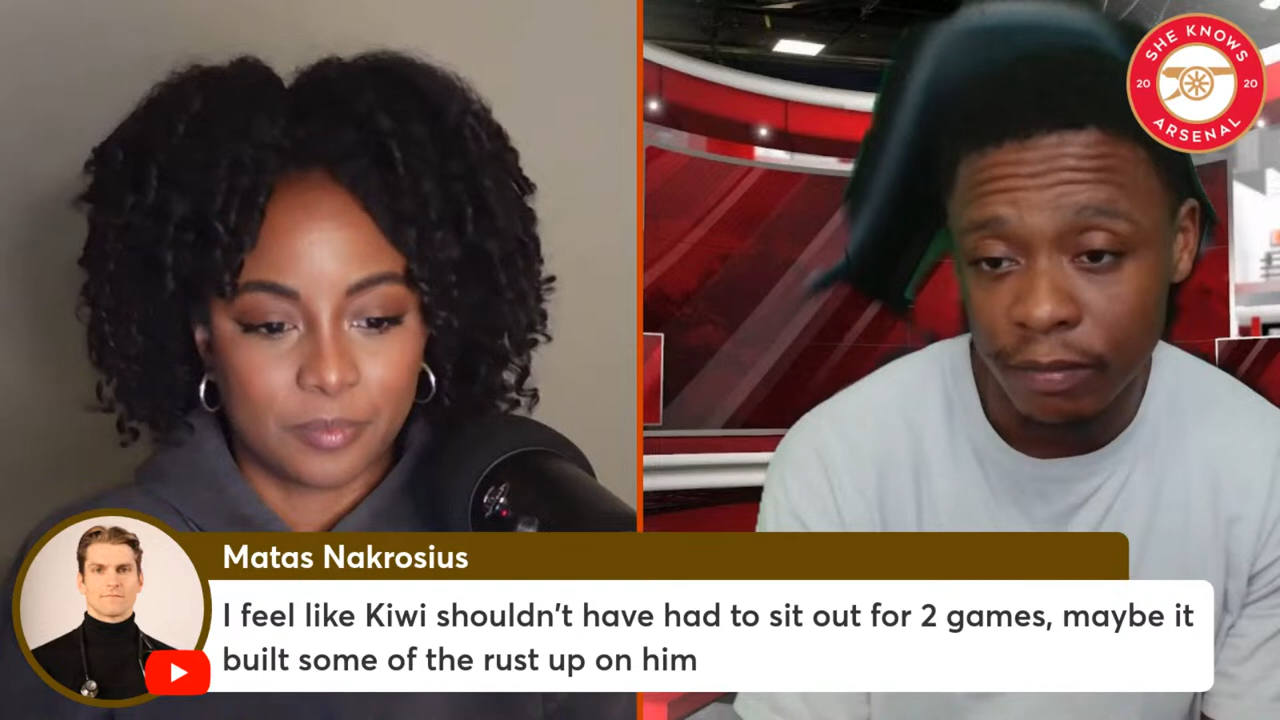 SHE KNOWS
20 20
ARSENAL
Matas Nakrosius
I feel like Kiwi shouldn't have had to sit out for 2 games, maybe it
built some of the rust up on him